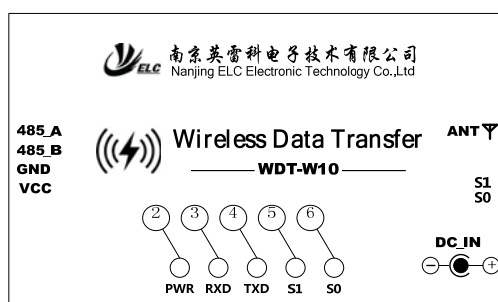 ELC 南京英雷科电子技术有限公司
Nanjing ELC Electronic Technology Co.,Ltd
485_A
485_B
GND
VCC
Wireless Data Transfer
WDT-W10
ANT
S1
S0
2 3 4 5 6
PWR RXD TXD S1 S0
DC_IN
- +